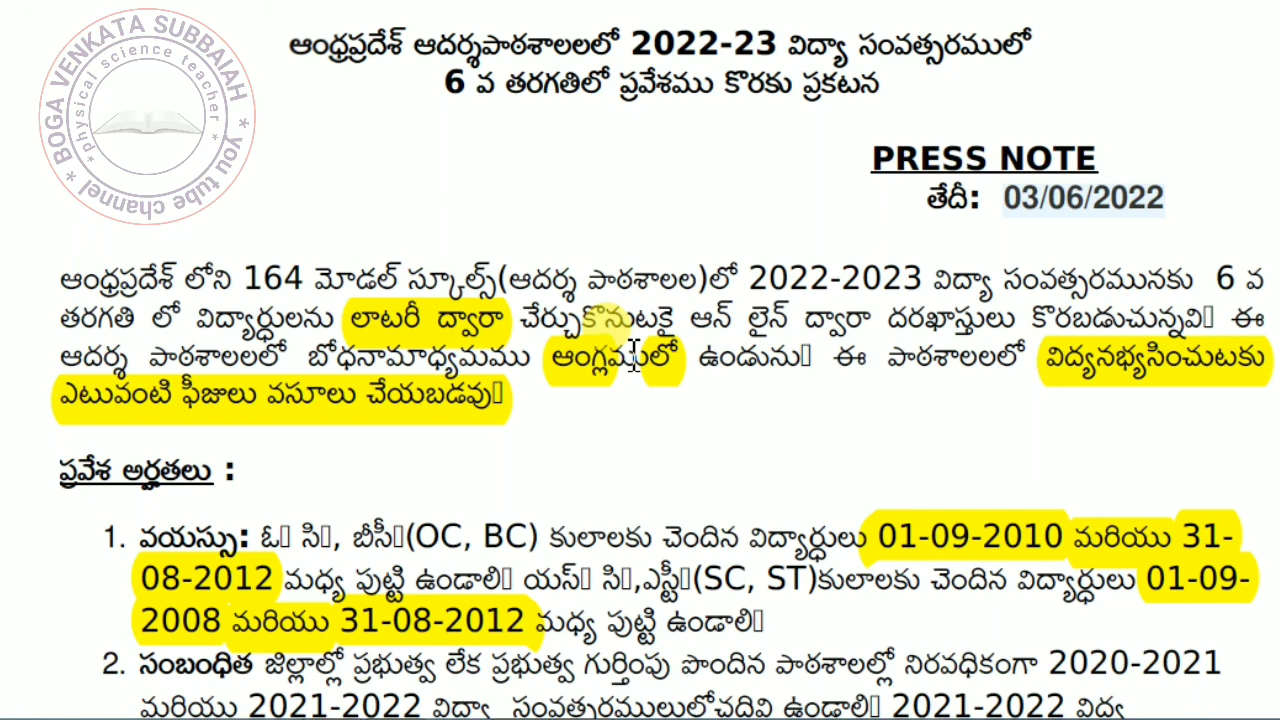 BOGA VENKATA SUBBAIAH
* physical science teacher *
* you tube channel *
ఆంధ్రప్రదేశ్ ఆదర్శపాఠశాలలలో 2022-23 విద్యా సంవత్సరములో
6 వ తరగతిలో ప్రవేశము కొరకు ప్రకటన
PRESS NOTE
తేదీ: 03/06/2022
ఆంధ్రప్రదేశ్ లోని 164 మోడల్ స్కూల్స్(ఆదర్శ పాఠశాలల)లో 2022-2023 విద్యా సంవత్సరమునకు 6 వ
తరగతి లో విద్యార్ధులను లాటరీ ద్వారా చేర్చుకొనుటకై ఆన్ లైన్ ద్వారా దరఖాస్తులు కోరబడుచున్నవి▯ ఈ
ఆదర్శ పాఠశాలలలో బోధనామాధ్యమము ఆంగ్లములో ఉండును▯ ఈ పాఠశాలలలో విద్యనభ్యసించుటకు
ఎటువంటి ఫీజులు వసూలు చేయబడవు▯
ప్రవేశ అర్హతలు :
1. వయస్సు: ఓ▯ సి▯, బీసీ▯(OC, BC) కులాలకు చెందిన విద్యార్ధులు 01-09-2010 మరియు 31-
08-2012 మధ్య పుట్టి ఉండాలి▯ యస్▯ సి▯,ఎస్టీ▯(SC, ST)కులాలకు చెందిన విద్యార్ధులు 01-09-
2008 మరియు 31-08-2012 మధ్య పుట్టి ఉండాలి▯
2. సంబంధిత జిల్లాల్లో ప్రభుత్వ లేక ప్రభుత్వ గుర్తింపు పొందిన పాఠశాలల్లో నిరవధికంగా 2020-2021
మరియు 2021-2022 విద్యా సంవత్సరములులోచదివి ఉండాలి▯ 2021-2022 విద్య